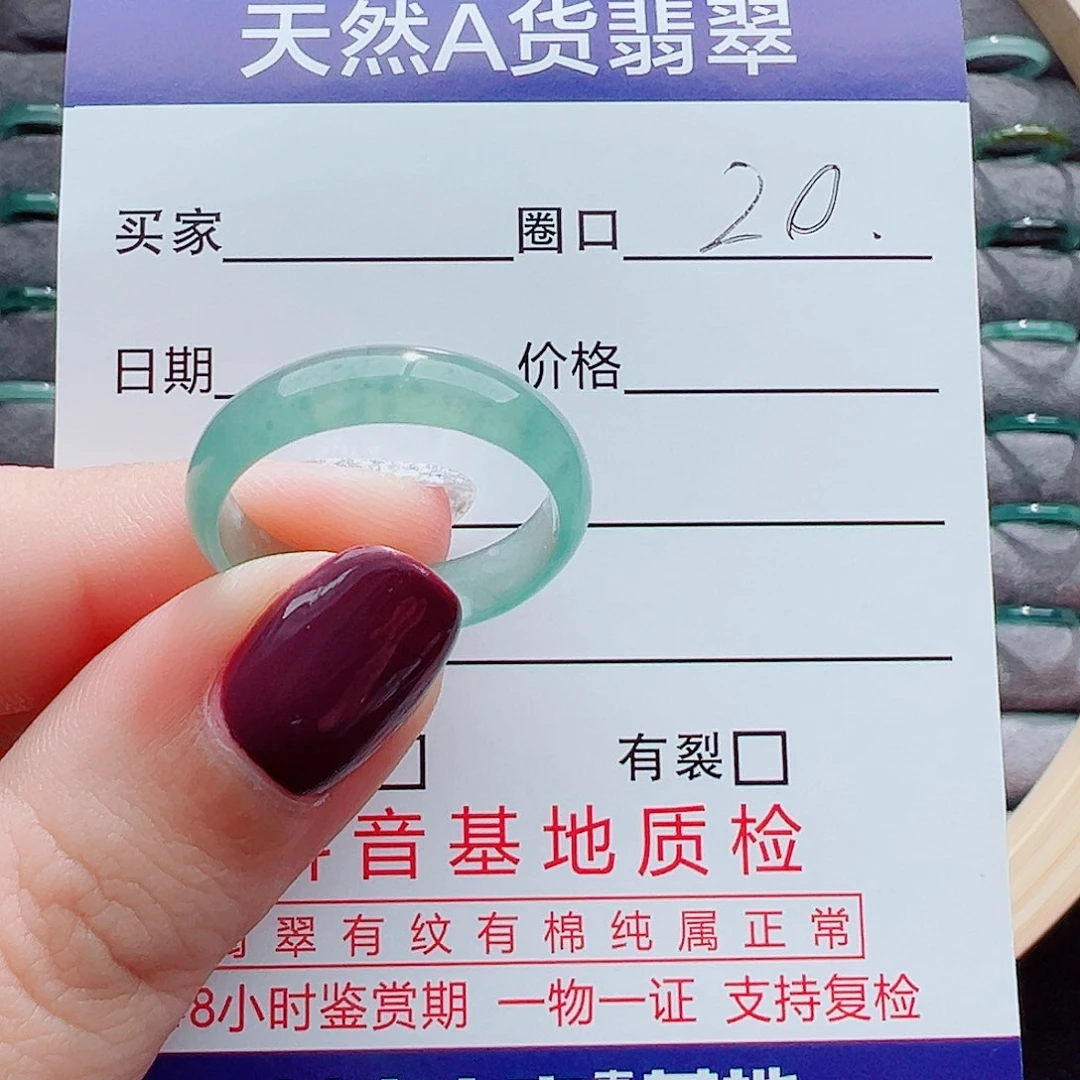 天然A货翡翠
买家 圈口 20.
日期 价格
有裂
音基地质检
翠有纹有棉纯属正常
8小时鉴赏期 一物一证 支持复检